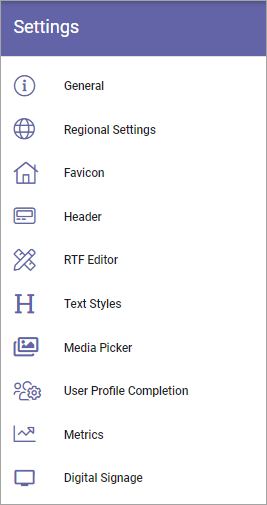 Settings
General
Regional Settings
Favicon
Header
RTF Editor
Text Styles
Media Picker
User Profile Completion
Metrics
Digital Signage